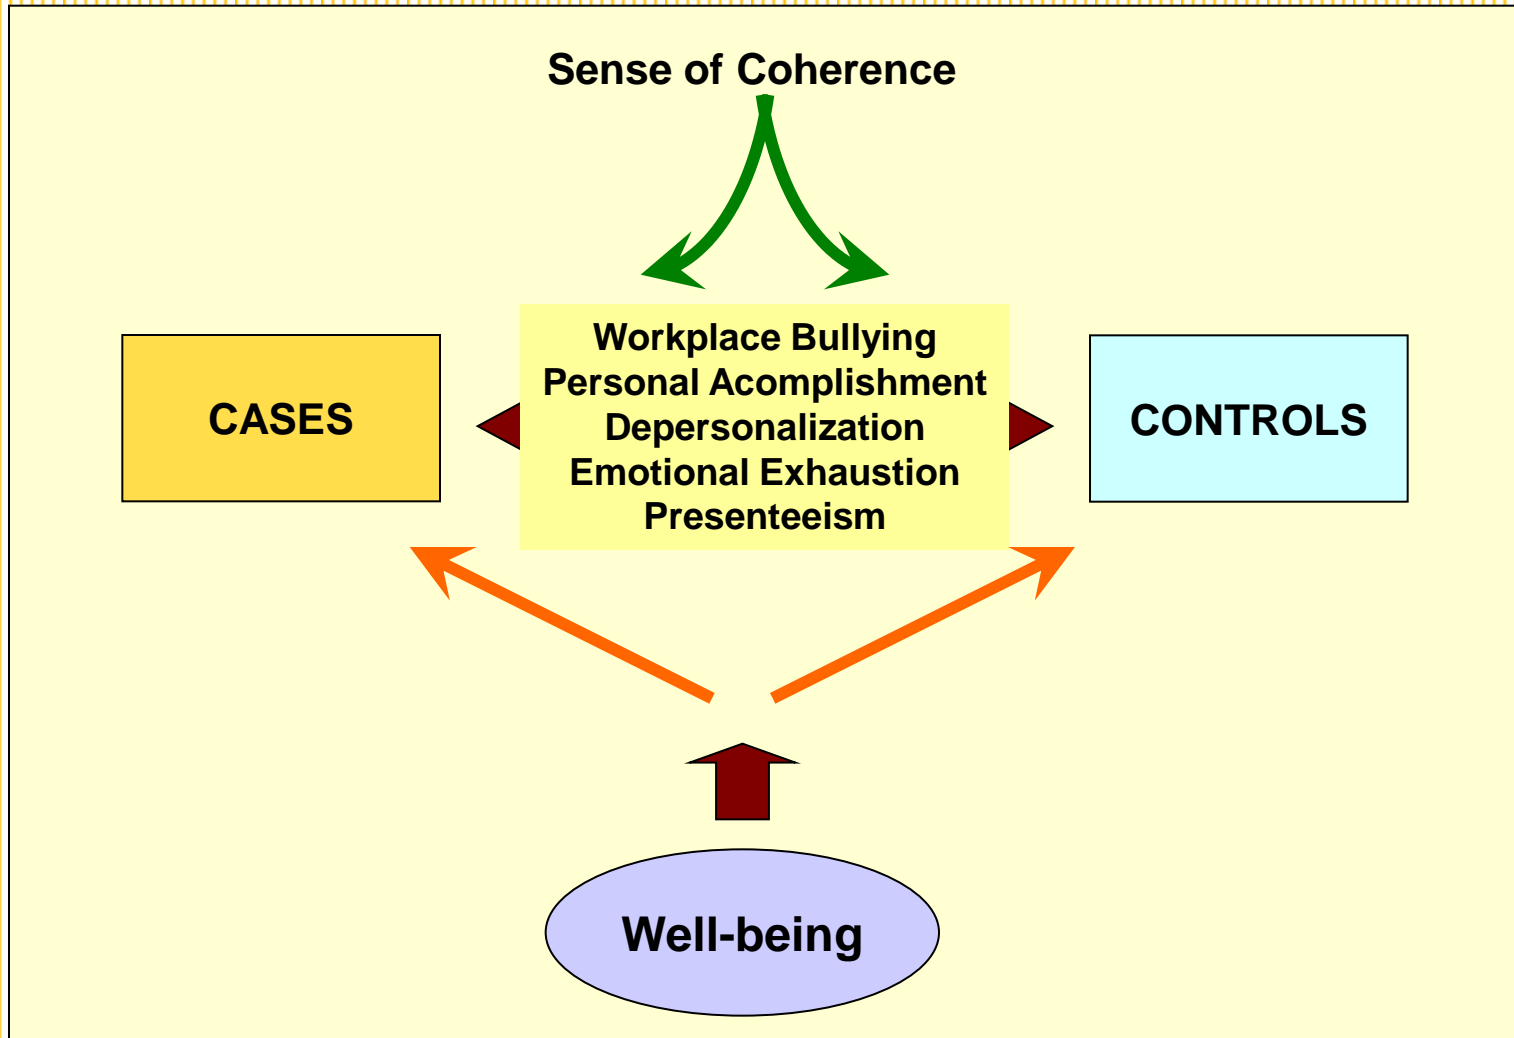 Sense of Coherence
Workplace Bullying
Personal Acomplishment
Depersonalization
Emotional Exhaustion
Presenteeism
CASES
CONTROLS
Well-being